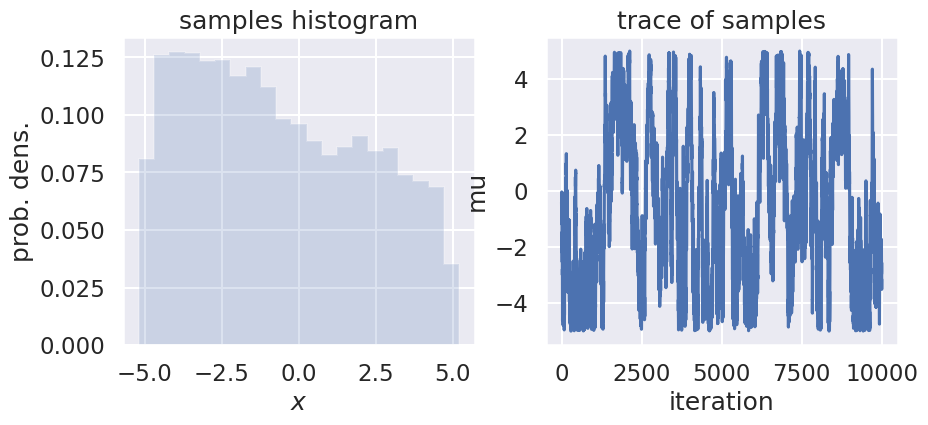 samples histogram
prob. dens.
0.125
0.100
0.075
0.050
0.025
0.000
−5.0 −2.5 0.0 2.5 5.0
x
trace of samples
mu
4
2
0
−2
−4
0 2500 5000 7500 10000
iteration